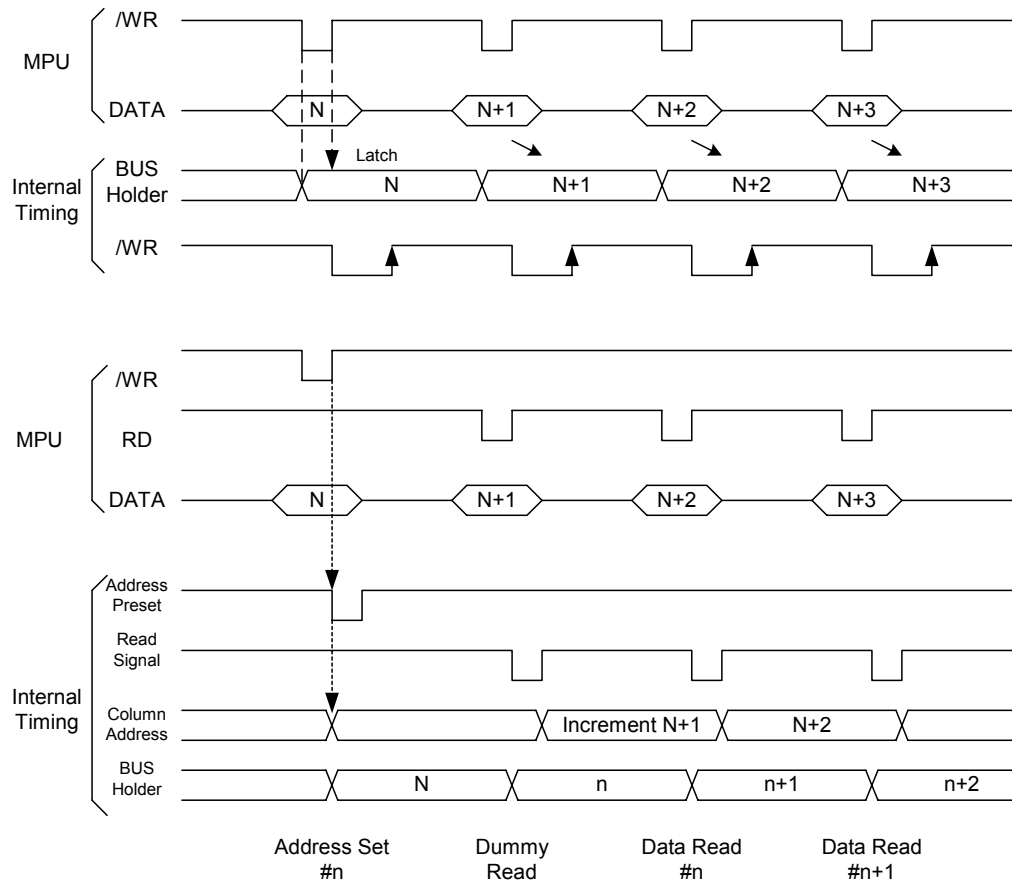 /WR
MPU
DATA
N
N+1
N+2
N+3
Latch
Internal
Timing
BUS
Holder
N
N+1
N+2
N+3
/WR
/WR
MPU
RD
DATA
N
N+1
N+2
N+3
Address
Preset
Read
Signal
Internal
Timing
Column
Address
Increment N+1
N+2
BUS
Holder
N
n
n+1
n+2
Address Set
#n
Dummy
Read
Data Read
#n
Data Read
#n+1